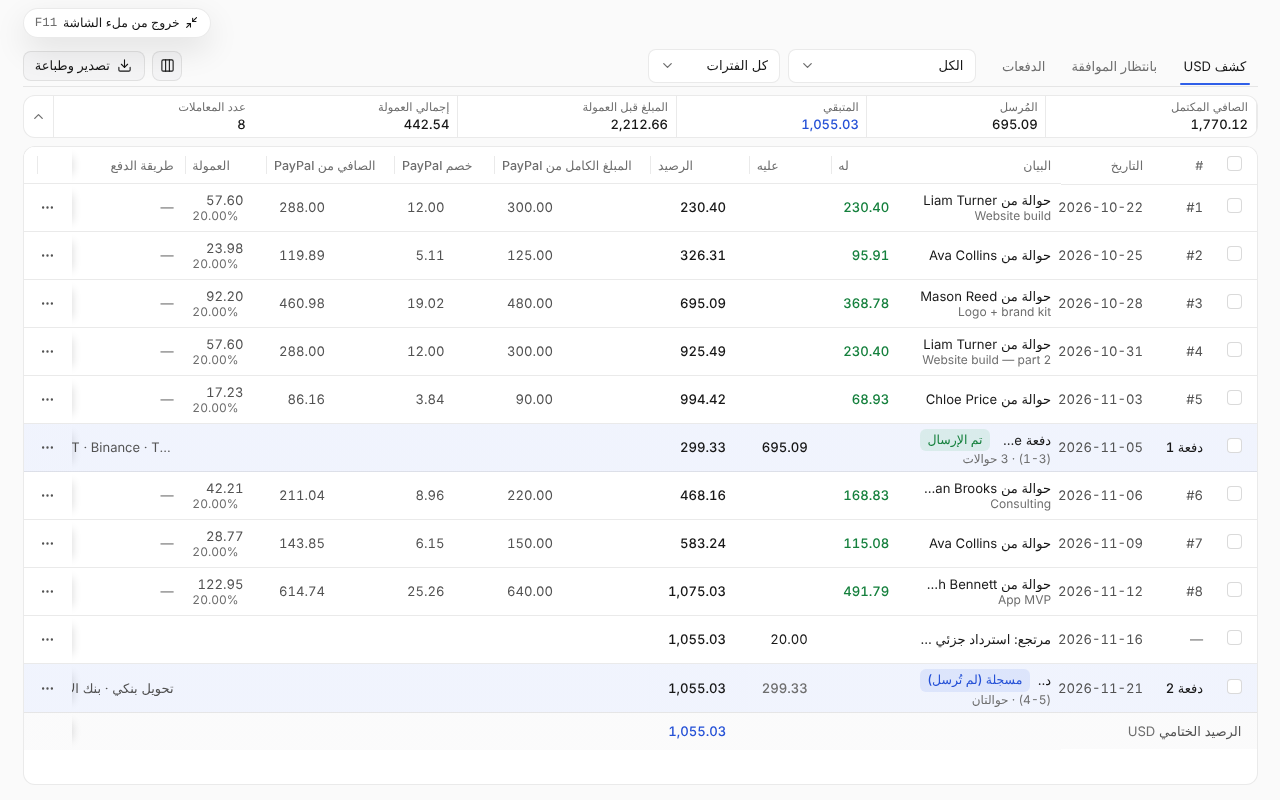 خروج من ملء الشاشة F11
كشف USD
بانتظار الموافقة
الدفعات
الكل
كل الفترات
تصدير وطباعة
الصافي المكتمل
1,770.12
المُرسل
695.09
المتبقي
1,055.03
المبلغ قبل العمولة
2,212.66
إجمالي العمولة
442.54
عدد المعاملات
8
# التاريخ البيان له عليه الرصيد المبلغ الكامل من PayPal خصم PayPal الصافي من PayPal العمولة طريقة الدفع
#1 2026-10-22 حوالة من Liam Turner 230.40 230.40 300.00 12.00 288.00 57.60 —
Website build 20.00%
#2 2026-10-25 حوالة من Ava Collins 95.91 326.31 125.00 5.11 119.89 23.98 —
20.00%
#3 2026-10-28 حوالة من Mason Reed 368.78 695.09 480.00 19.02 460.98 92.20 —
Logo + brand kit 20.00%
#4 2026-10-31 حوالة من Liam Turner 230.40 925.49 300.00 12.00 288.00 57.60 —
Website build — part 2 20.00%
#5 2026-11-03 حوالة من Chloe Price 68.93 994.42 90.00 3.84 86.16 17.23 —
20.00%
دفعة 1 2026-11-05 دفعة e... تم الإرسال 695.09 299.33 T · Binance · T...
(1-3) · 3 حوالات
#6 2026-11-06 حوالة من an Brooks... 168.83 468.16 220.00 8.96 211.04 42.21 —
Consulting 20.00%
#7 2026-11-09 حوالة من Ava Collins 115.08 583.24 150.00 6.15 143.85 28.77 —
20.00%
#8 2026-11-12 حوالة من h Bennett... 491.79 1,075.03 640.00 25.26 614.74 122.95 —
App MVP 20.00%
— 2026-11-16 مرتجع: استرداد جزئي ... 20.00 1,055.03
دفعة 2 2026-11-21 د.. مسجلة (لم تُرسل) 299.33 1,055.03 تحويل بنكي · بنك
(4-5) · حوالتان
الرصيد الختامي USD 1,055.03